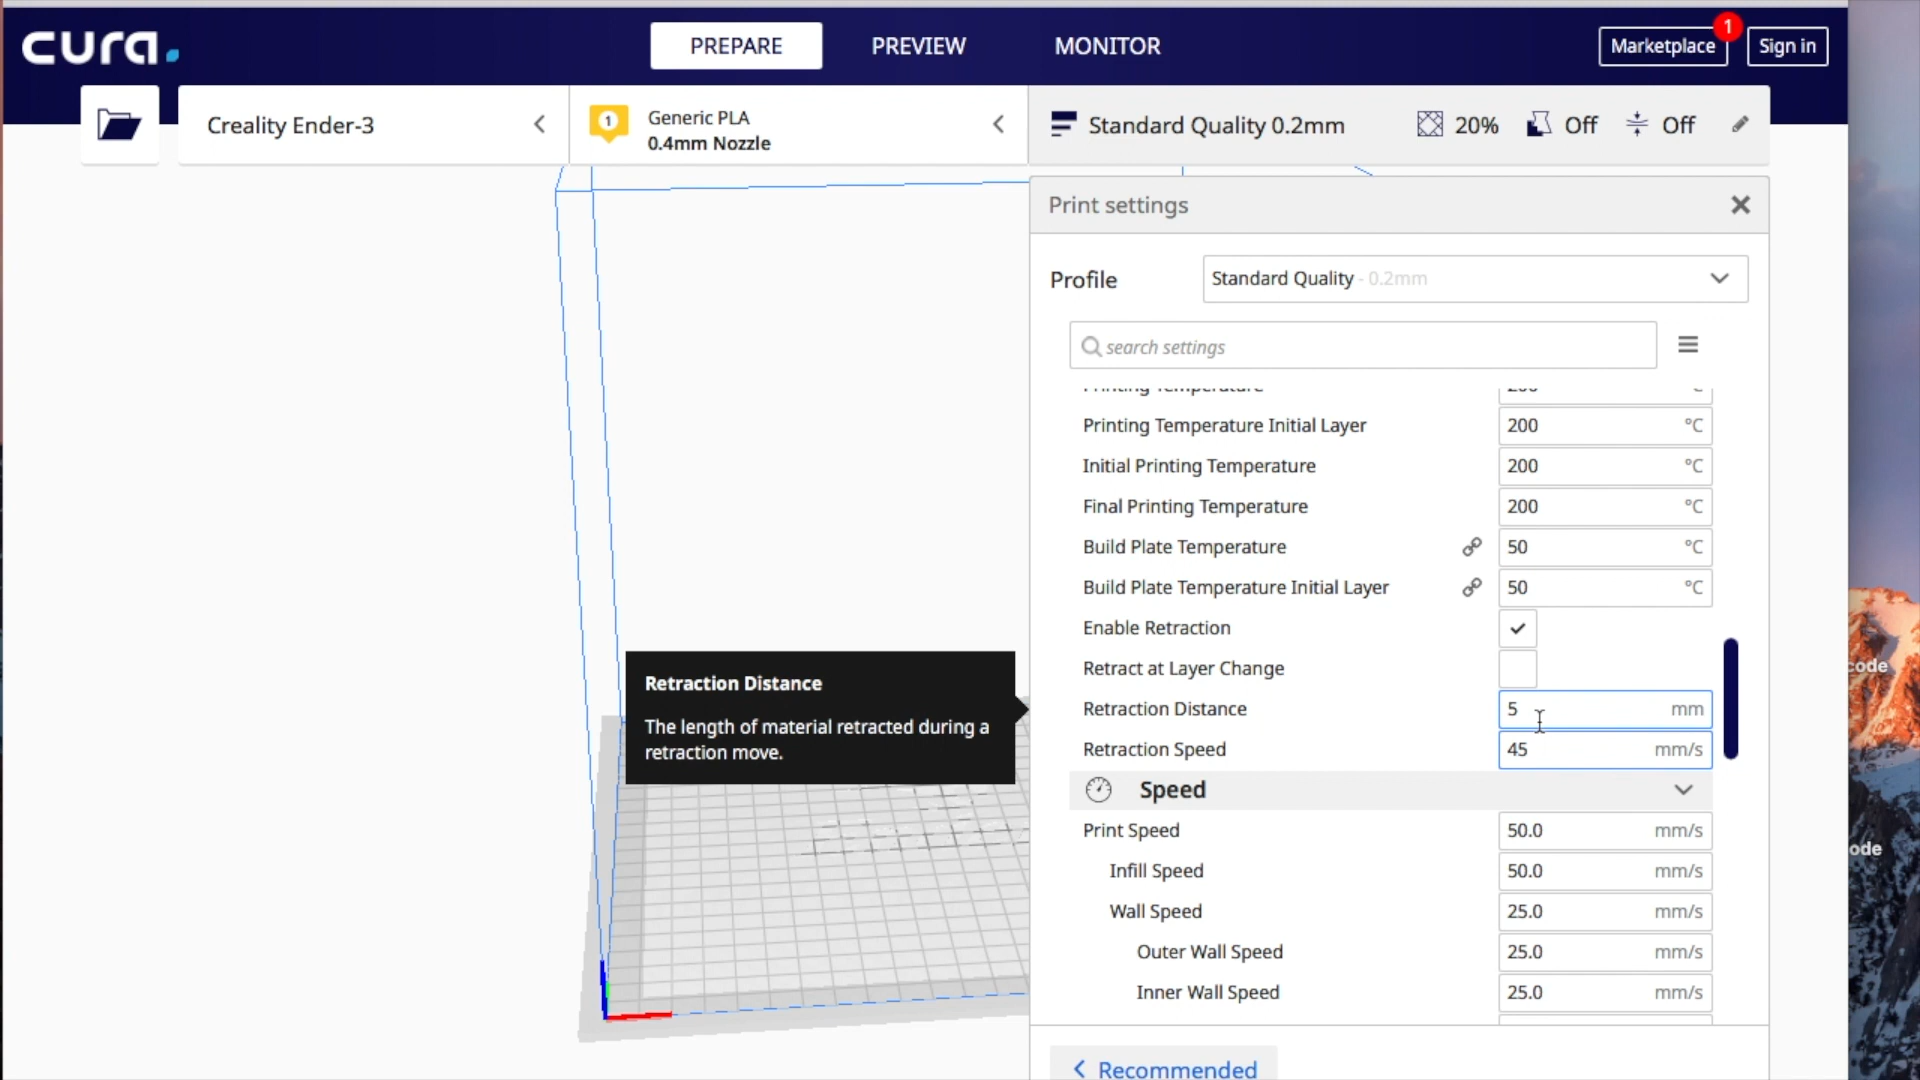 cura.
PREPARE
PREVIEW
MONITOR
Marketplace
1
Sign in
Creality Ender-3
1
Generic PLA
0.4mm Nozzle
Standard Quality 0.2mm
20%
Off
Off
Print settings
Profile
Standard Quality - 0.2mm
search settings
Printing Temperature Initial Layer 200 °C
Initial Printing Temperature 200 °C
Final Printing Temperature 200 °C
Build Plate Temperature 50 °C
Build Plate Temperature Initial Layer 50 °C
Enable Retraction
Retract at Layer Change
Retraction Distance 5 mm
Retraction Speed 45 mm/s
Retraction Distance
The length of material retracted during a
retraction move.
Speed
Print Speed 50.0 mm/s
Infill Speed 50.0 mm/s
Wall Speed 25.0 mm/s
Outer Wall Speed 25.0 mm/s
Inner Wall Speed 25.0 mm/s
Recommended
code
ode